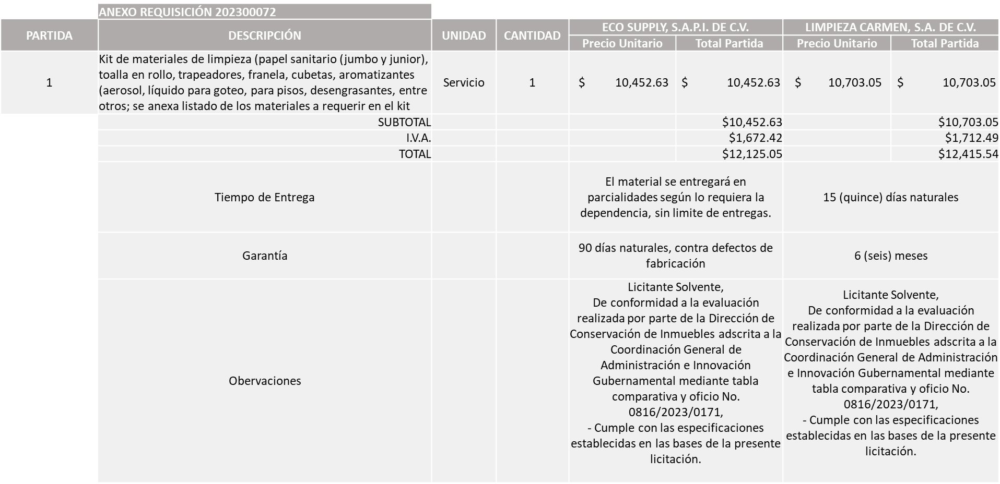 ANEXO REQUISICIÓN 202300072
PARTIDA DESCRIPCIÓN UNIDAD CANTIDAD ECO SUPPLY, S.A.P.I. DE C.V. LIMPIEZA CARMEN, S.A. DE C.V.
Precio Unitario Total Partida Precio Unitario Total Partida
Kit de materiales de limpieza (papel sanitario (jumbo y junior),
toalla en rollo, trapeadores, franela, cubetas, aromatizantes
(aerosol, líquido para goteo, para pisos, desengrasantes, entre
otros; se anexa listado de los materiales a requerir en el kit
1 Servicio 1 $ 10,452.63 $ 10,452.63 $ 10,703.05 $ 10,703.05
SUBTOTAL $10,452.63 $10,703.05
I.V.A. $1,672.42 $1,712.49
TOTAL $12,125.05 $12,415.54
Tiempo de Entrega
El material se entregará en
parcialidades según lo requiera la
dependencia, sin limite de entregas.
15 (quince) días naturales
Garantía
90 días naturales, contra defectos de
fabricación
6 (seis) meses
Obervaciones
Licitante Solvente,
De conformidad a la evaluación
realizada por parte de la Dirección de
Conservación de Inmuebles adscrita a la
Coordinación General de
Administración e Innovación
Gubernamental mediante tabla
comparativa y oficio No.
0816/2023/0171,
- Cumple con las especificaciones
establecidas en las bases de la presente
licitación.
Licitante Solvente,
De conformidad a la evaluación
realizada por parte de la Dirección de
Conservación de Inmuebles adscrita a la
Coordinación General de Administración
e Innovación Gubernamental mediante
tabla comparativa y oficio No.
0816/2023/0171,
- Cumple con las especificaciones
establecidas en las bases de la presente
licitación.